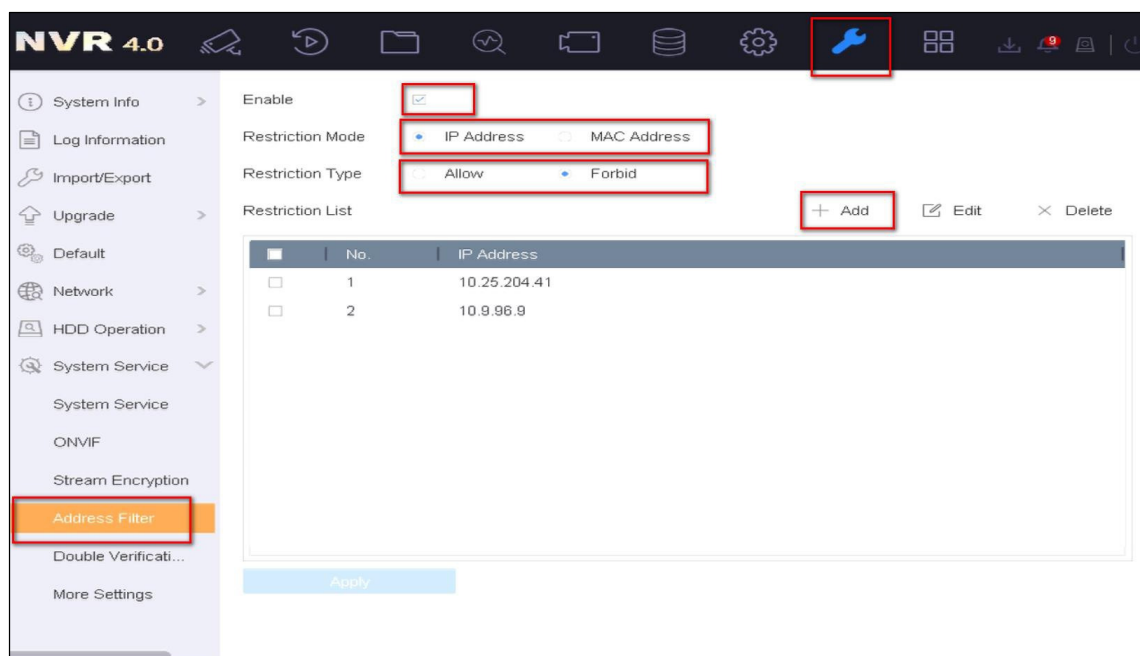 NVR 4.0
9
System Info >
Log Information
Import/Export
Upgrade >
Default
Network >
HDD Operation >
System Service
System Service
ONVIF
Stream Encryption
Address Filter
Double Verificati...
More Settings
Enable
Restriction Mode IP Address MAC Address
Restriction Type Allow Forbid
Restriction List + Add Edit × Delete
No. IP Address
1 10.25.204.41
2 10.9.96.9
Apply